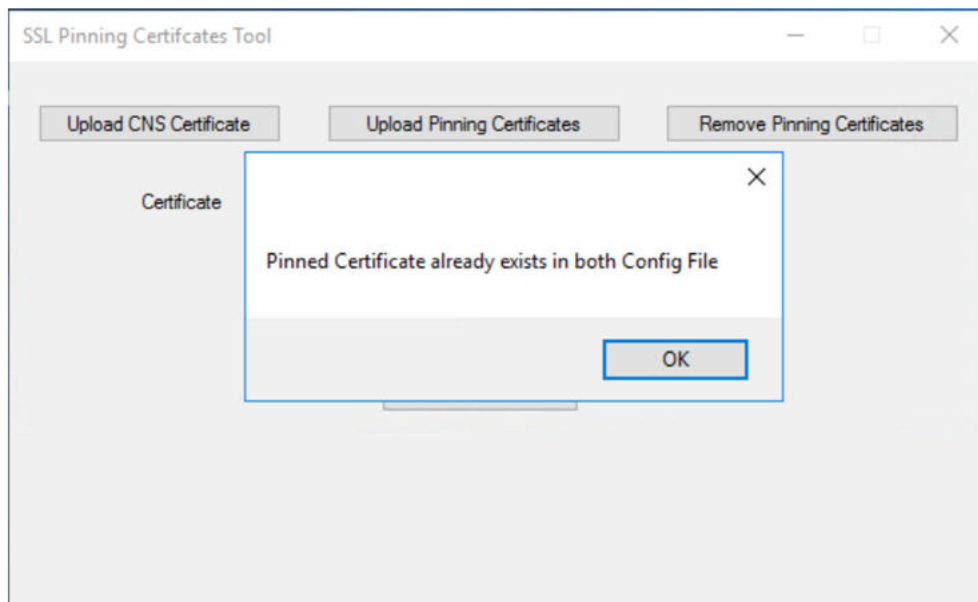 SSL Pinning Certifcates Tool
Upload CNS Certificate
Upload Pinning Certificates
Remove Pinning Certificates
Certificate
Pinned Certificate already exists in both Config File
OK